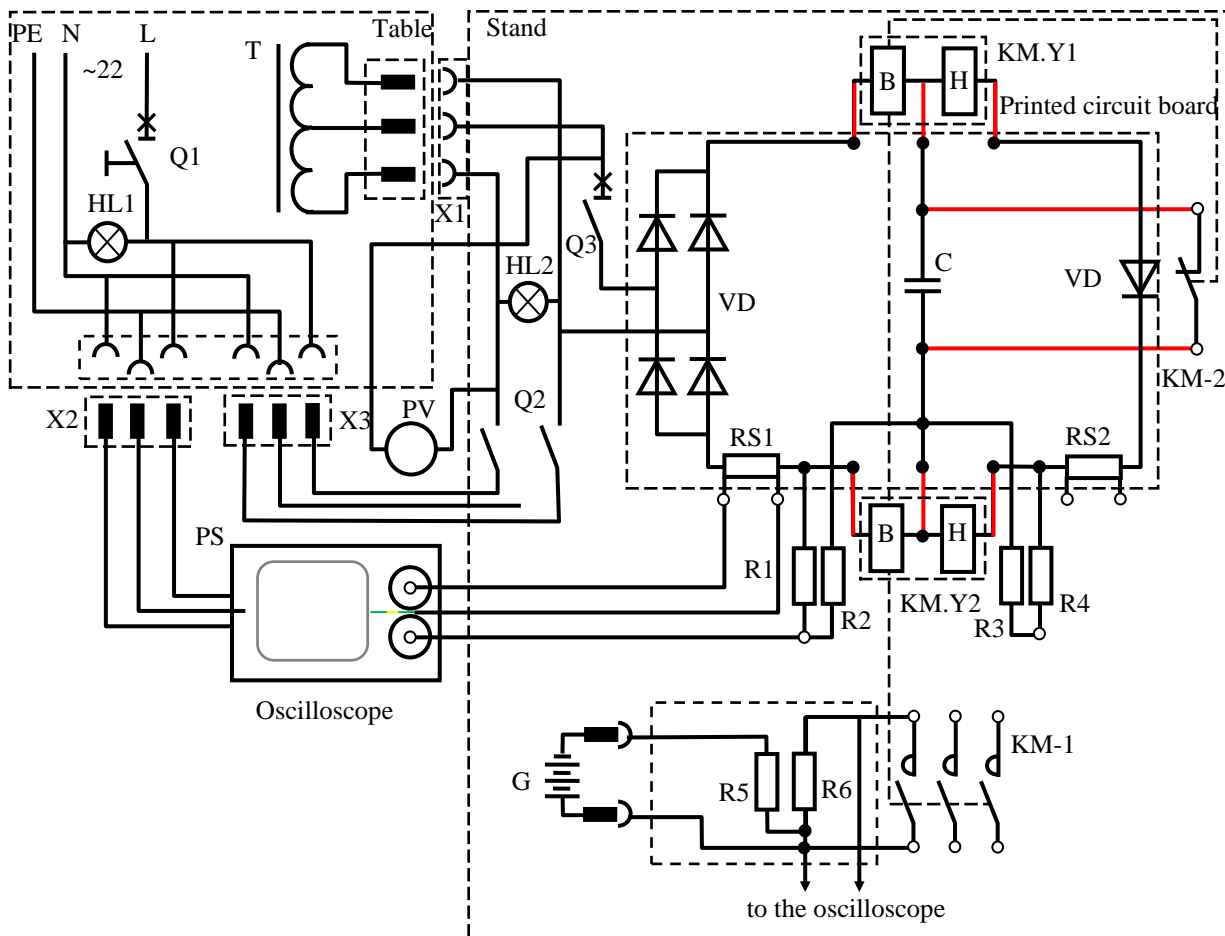 PE N L
~22
T
Table
Stand
KM.Y1
B H
Printed circuit board
Q1
HL1
X1
Q3
HL2
VD
C
VD
KM-2
X2
X3
PV
Q2
RS1
RS2
PS
R1
R2
B H
KM.Y2
R3
R4
Oscilloscope
G
R5
R6
KM-1
to the oscilloscope